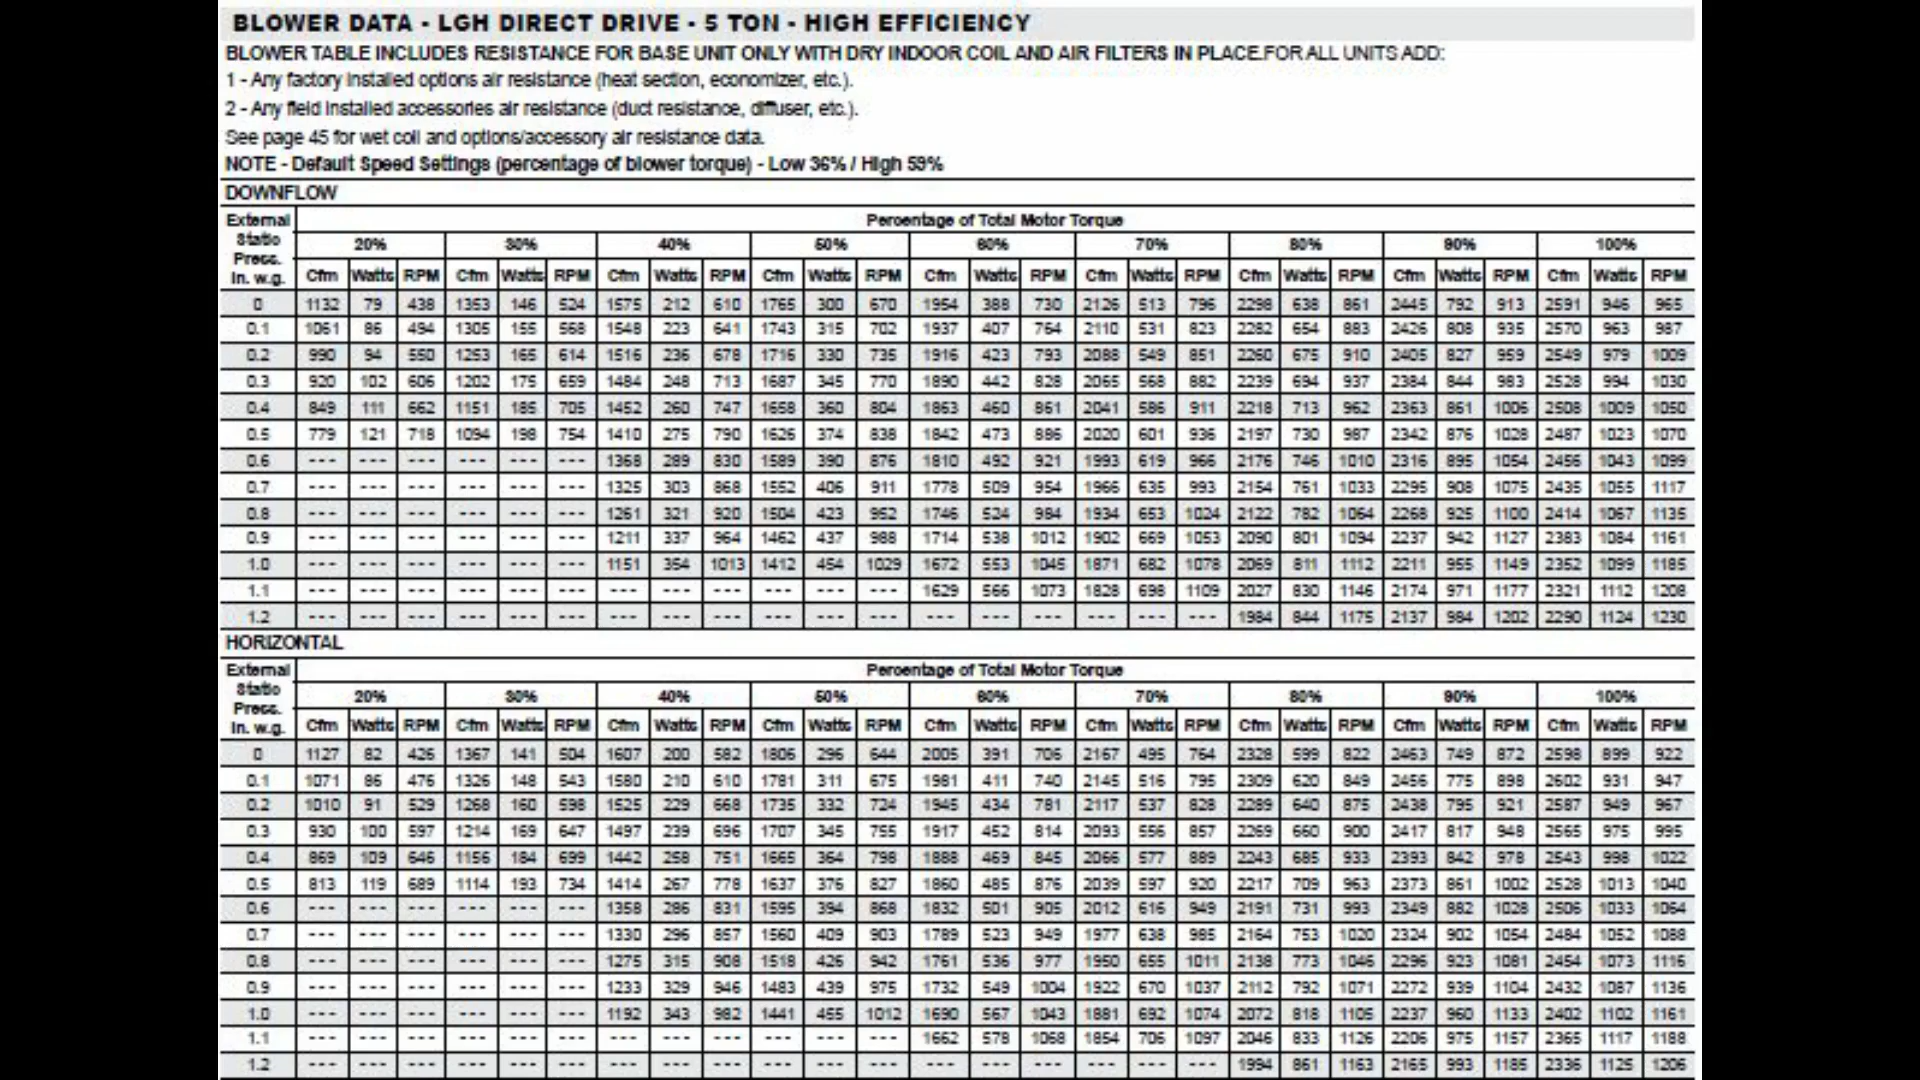 BLOWER DATA - LGH DIRECT DRIVE - 5 TON - HIGH EFFICIENCY
BLOWER TABLE INCLUDES RESISTANCE FOR BASE UNIT ONLY WITH DRY INDOOR COIL AND AIR FILTERS IN PLACE.FOR ALL UNITS ADD:
1 - Any factory installed options air resistance (heat section, economizer, etc.).
2 - Any field installed accessories air resistance (duct resistance, diffuser, etc.).
See page 45 for wet coil and options/accessory air resistance data.
NOTE - Default Speed Settings (percentage of blower torque) - Low 36% / High 59%
DOWNFLOW
External Static Press. In. w.g. Percentage of Total Motor Torque
20% 30% 40% 50% 60% 70% 80% 90% 100%
Cfm Watts RPM Cfm Watts RPM Cfm Watts RPM Cfm Watts RPM Cfm Watts RPM Cfm Watts RPM Cfm Watts RPM Cfm Watts RPM Cfm Watts RPM
0 1132 79 438 1353 146 524 1575 212 610 1765 300 670 1954 388 730 2126 513 796 2298 638 861 2445 792 913 2591 946 965
0.1 1061 86 494 1305 155 568 1548 223 641 1743 315 702 1937 407 764 2110 531 823 2282 654 883 2426 808 935 2570 963 987
0.2 990 94 550 1253 165 614 1516 236 678 1716 330 735 1916 423 793 2088 549 851 2260 675 910 2405 827 959 2549 979 1009
0.3 920 102 606 1202 175 659 1484 248 713 1687 345 770 1890 442 828 2065 568 882 2239 694 937 2384 844 983 2528 994 1030
0.4 849 111 662 1151 185 705 1452 260 747 1658 360 804 1863 460 861 2041 586 911 2218 713 962 2363 861 1006 2508 1009 1050
0.5 779 121 718 1094 198 754 1410 275 790 1626 374 838 1842 473 886 2020 601 936 2197 730 987 2342 876 1028 2487 1023 1070
0.6 --- --- --- --- --- --- 1368 289 830 1589 390 876 1810 492 921 1993 619 966 2176 746 1010 2316 895 1054 2456 1043 1099
0.7 --- --- --- --- --- --- 1325 303 868 1552 406 911 1778 509 954 1966 635 993 2154 761 1033 2295 908 1075 2435 1055 1117
0.8 --- --- --- --- --- --- 1261 321 920 1504 423 952 1746 524 984 1934 653 1024 2122 782 1064 2268 925 1100 2414 1067 1135
0.9 --- --- --- --- --- --- 1211 337 964 1462 437 988 1714 538 1012 1902 669 1053 2090 801 1094 2237 942 1127 2383 1084 1161
1.0 --- --- --- --- --- --- 1151 354 1013 1412 454 1029 1672 553 1045 1871 682 1078 2069 811 1112 2211 955 1149 2352 1099 1185
1.1 --- --- --- --- --- --- --- --- --- --- --- --- 1629 566 1073 1828 698 1109 2027 830 1146 2174 971 1177 2321 1112 1208
1.2 --- --- --- --- --- --- --- --- --- --- --- --- --- --- --- --- --- --- 1984 844 1175 2137 984 1202 2290 1124 1230
HORIZONTAL
External Static Press. In. w.g. Percentage of Total Motor Torque
20% 30% 40% 50% 60% 70% 80% 90% 100%
Cfm Watts RPM Cfm Watts RPM Cfm Watts RPM Cfm Watts RPM Cfm Watts RPM Cfm Watts RPM Cfm Watts RPM Cfm Watts RPM Cfm Watts RPM
0 1127 82 426 1367 141 504 1607 200 582 1806 296 644 2005 391 706 2167 495 764 2328 599 822 2463 749 872 2598 899 922
0.1 1071 86 476 1326 148 543 1580 210 610 1781 311 675 1981 411 740 2145 516 795 2309 620 849 2456 775 898 2602 931 947
0.2 1010 91 529 1268 160 598 1525 229 668 1735 332 724 1945 434 781 2117 537 828 2289 640 875 2438 795 921 2587 949 967
0.3 930 100 597 1214 169 647 1497 239 696 1707 345 755 1917 452 814 2093 556 857 2269 660 900 2417 817 948 2565 975 995
0.4 869 109 646 1156 184 699 1442 258 751 1665 364 798 1888 469 845 2066 577 889 2243 685 933 2393 842 978 2543 998 1022
0.5 813 119 689 1114 193 734 1414 267 778 1637 376 827 1860 485 876 2039 597 920 2217 709 963 2373 861 1002 2528 1013 1040
0.6 --- --- --- --- --- --- 1358 286 831 1595 394 868 1832 501 905 2012 616 949 2191 731 993 2349 882 1028 2506 1033 1064
0.7 --- --- --- --- --- --- 1330 296 857 1560 409 903 1789 523 949 1977 638 985 2164 753 1020 2324 902 1054 2484 1052 1088
0.8 --- --- --- --- --- --- 1275 315 908 1518 426 942 1761 536 977 1950 655 1011 2138 773 1046 2296 923 1081 2454 1073 1116
0.9 --- --- --- --- --- --- 1233 329 946 1483 439 975 1732 549 1004 1922 670 1037 2112 792 1071 2272 939 1104 2432 1087 1136
1.0 --- --- --- --- --- --- 1192 343 982 1441 455 1012 1690 567 1043 1881 692 1074 2072 818 1105 2237 960 1133 2402 1102 1161
1.1 --- --- --- --- --- --- --- --- --- --- --- --- 1662 578 1068 1854 706 1097 2046 833 1126 2206 975 1157 2365 1117 1188
1.2 --- --- --- --- --- --- --- --- --- --- --- --- --- --- --- --- --- --- 1994 861 1163 2165 993 1185 2336 1125 1206